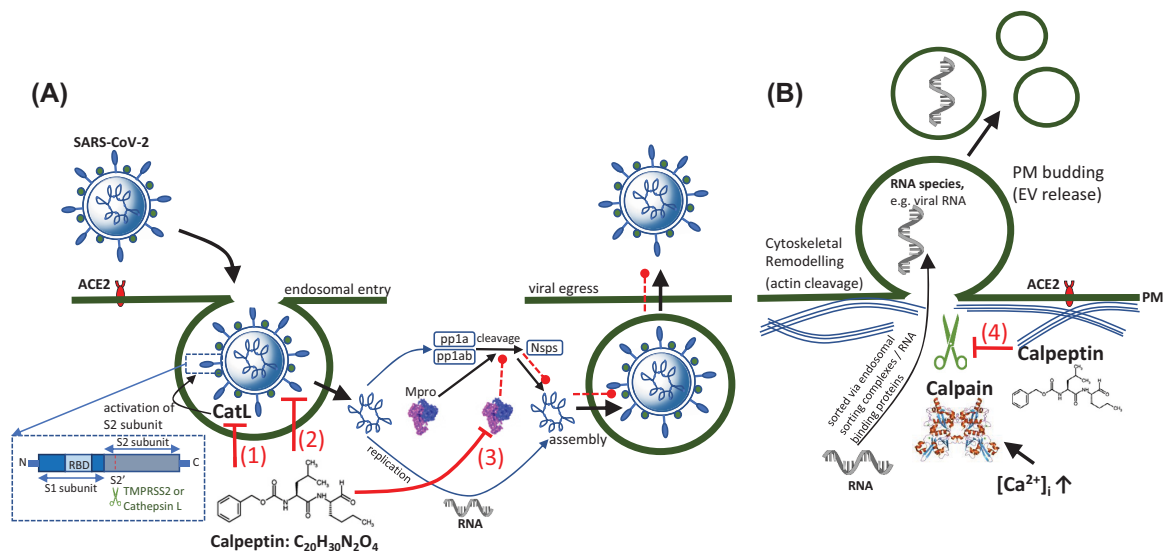 (A)
SARS-CoV-2
ACE2
endosomal entry
viral egress
pp1a
pp1ab
cleavage
Nsps
Mpro
activation of
S2 subunit
CatL
(1)
(2)
(3)
assembly
replication
RNA
S2 subunit
N
RBD
C
S1 subunit
S2'
TMPRSS2 or
Cathepsin L
H
O
O
O
N
H
H
N
O
CH₃
CH₃
CH₃
Calpeptin: C₂₀H₃₀N₂O₄
(B)
PM budding
(EV release)
RNA species,
e.g. viral RNA
Cytoskeletal
Remodelling
(actin cleavage)
ACE2
PM
(4)
Calpeptin
Calpain
sorted via endosomal
sorting complexes / RNA
binding proteins
RNA
[Ca²⁺]ᵢ ↑